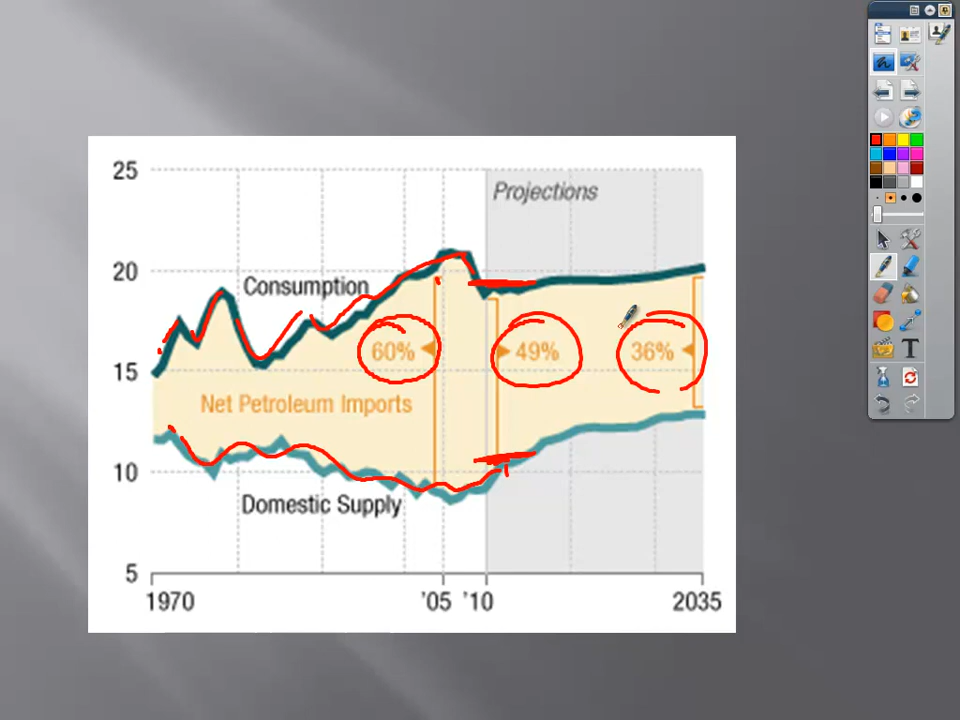 25
Projections
20
Consumption
60%
49%
36%
15
Net Petroleum Imports
10
Domestic Supply
5
1970
'05
'10
2035
T